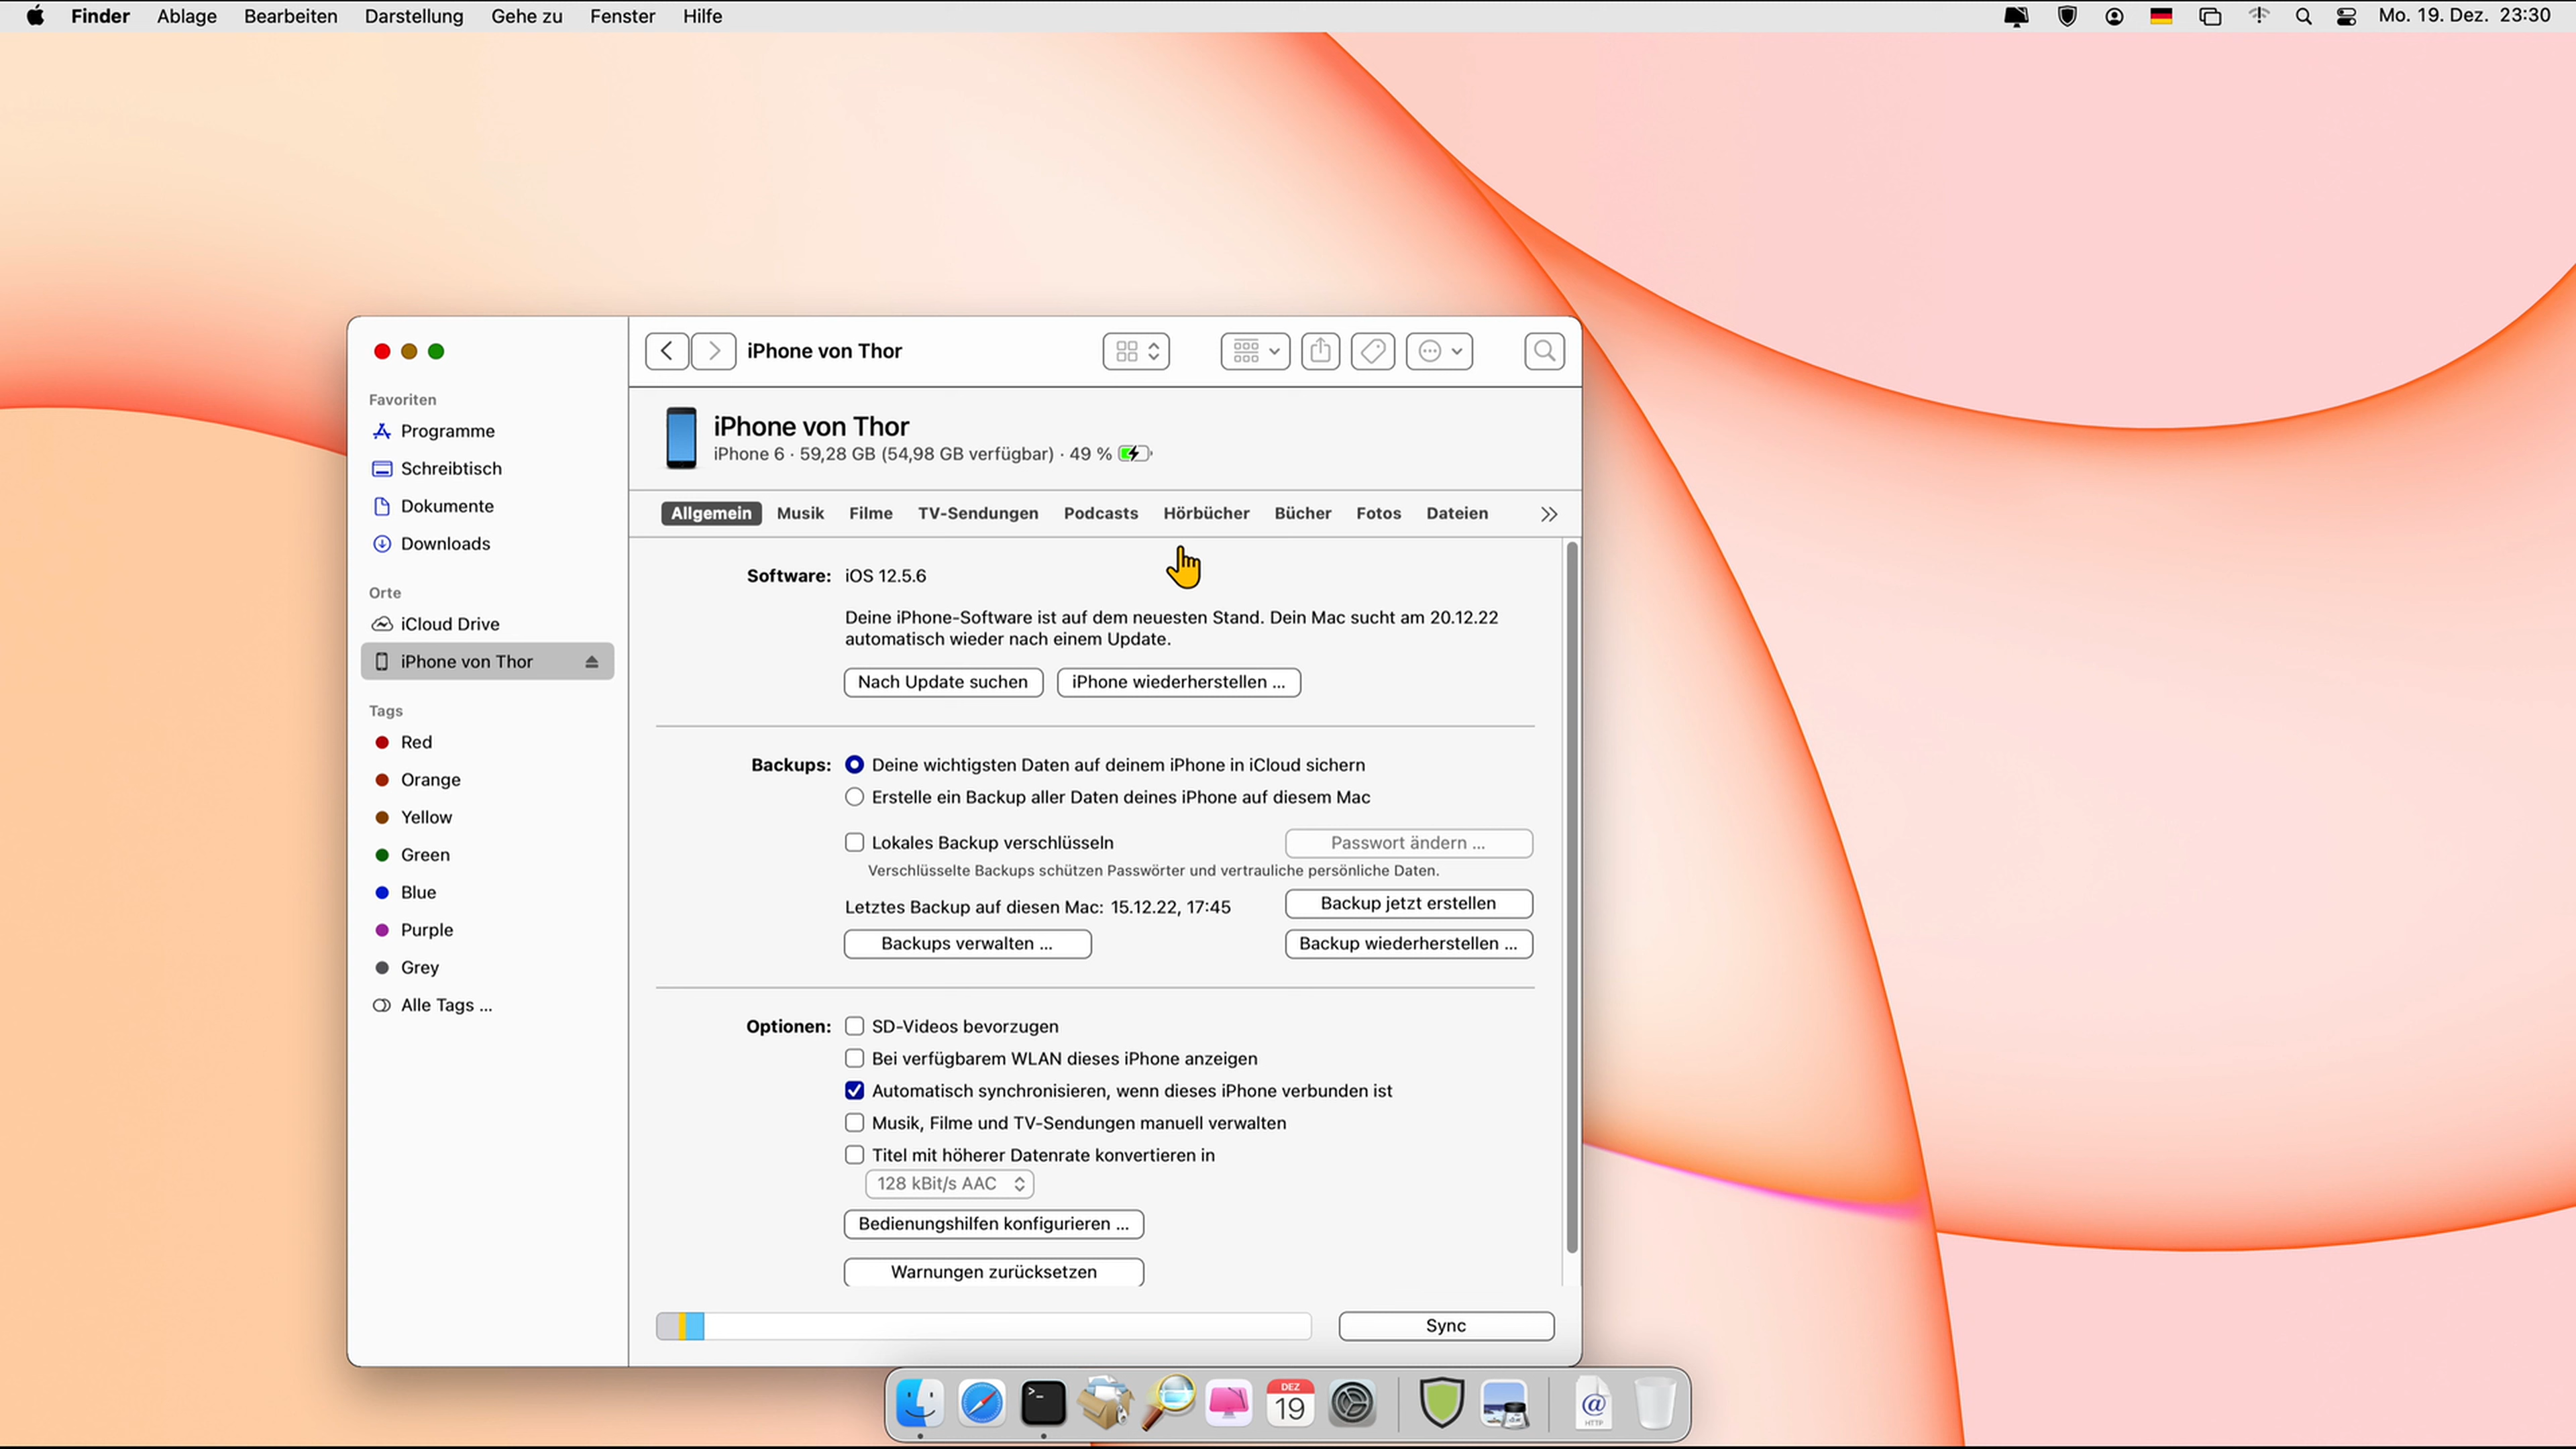 Finder Ablage Bearbeiten Darstellung Gehe zu Fenster Hilfe Mo. 19. Dez. 23:30
iPhone von Thor
Favoriten
Programme
Schreibtisch
Dokumente
Downloads
Orte
iCloud Drive
iPhone von Thor
Tags
Red
Orange
Yellow
Green
Blue
Purple
Grey
Alle Tags ...
iPhone von Thor
iPhone 6 · 59,28 GB (54,98 GB verfügbar) · 49 %
Allgemein Musik Filme TV-Sendungen Podcasts Hörbücher Bücher Fotos Dateien
Software: iOS 12.5.6
Deine iPhone-Software ist auf dem neuesten Stand. Dein Mac sucht am 20.12.22
automatisch wieder nach einem Update.
Nach Update suchen iPhone wiederherstellen ...
Backups: Deine wichtigsten Daten auf deinem iPhone in iCloud sichern
Erstelle ein Backup aller Daten deines iPhone auf diesem Mac
Lokales Backup verschlüsseln Passwort ändern ...
Verschlüsselte Backups schützen Passwörter und vertrauliche persönliche Daten.
Letztes Backup auf diesen Mac: 15.12.22, 17:45 Backup jetzt erstellen
Backups verwalten ... Backup wiederherstellen ...
Optionen: SD-Videos bevorzugen
Bei verfügbarem WLAN dieses iPhone anzeigen
Automatisch synchronisieren, wenn dieses iPhone verbunden ist
Musik, Filme und TV-Sendungen manuell verwalten
Titel mit höherer Datenrate konvertieren in
128 kBit/s AAC
Bedienungshilfen konfigurieren ...
Warnungen zurücksetzen
Sync
DEZ
19
@
HTTP